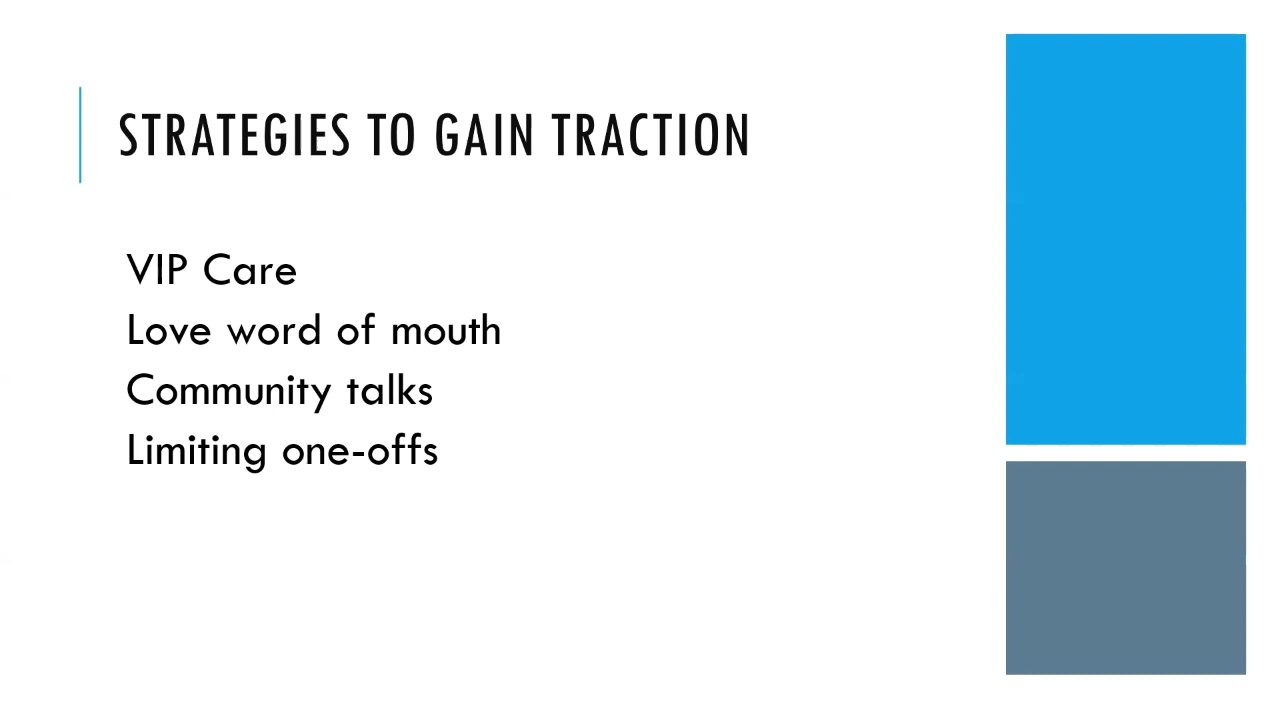 STRATEGIES TO GAIN TRACTION
VIP Care
Love word of mouth
Community talks
Limiting one-offs